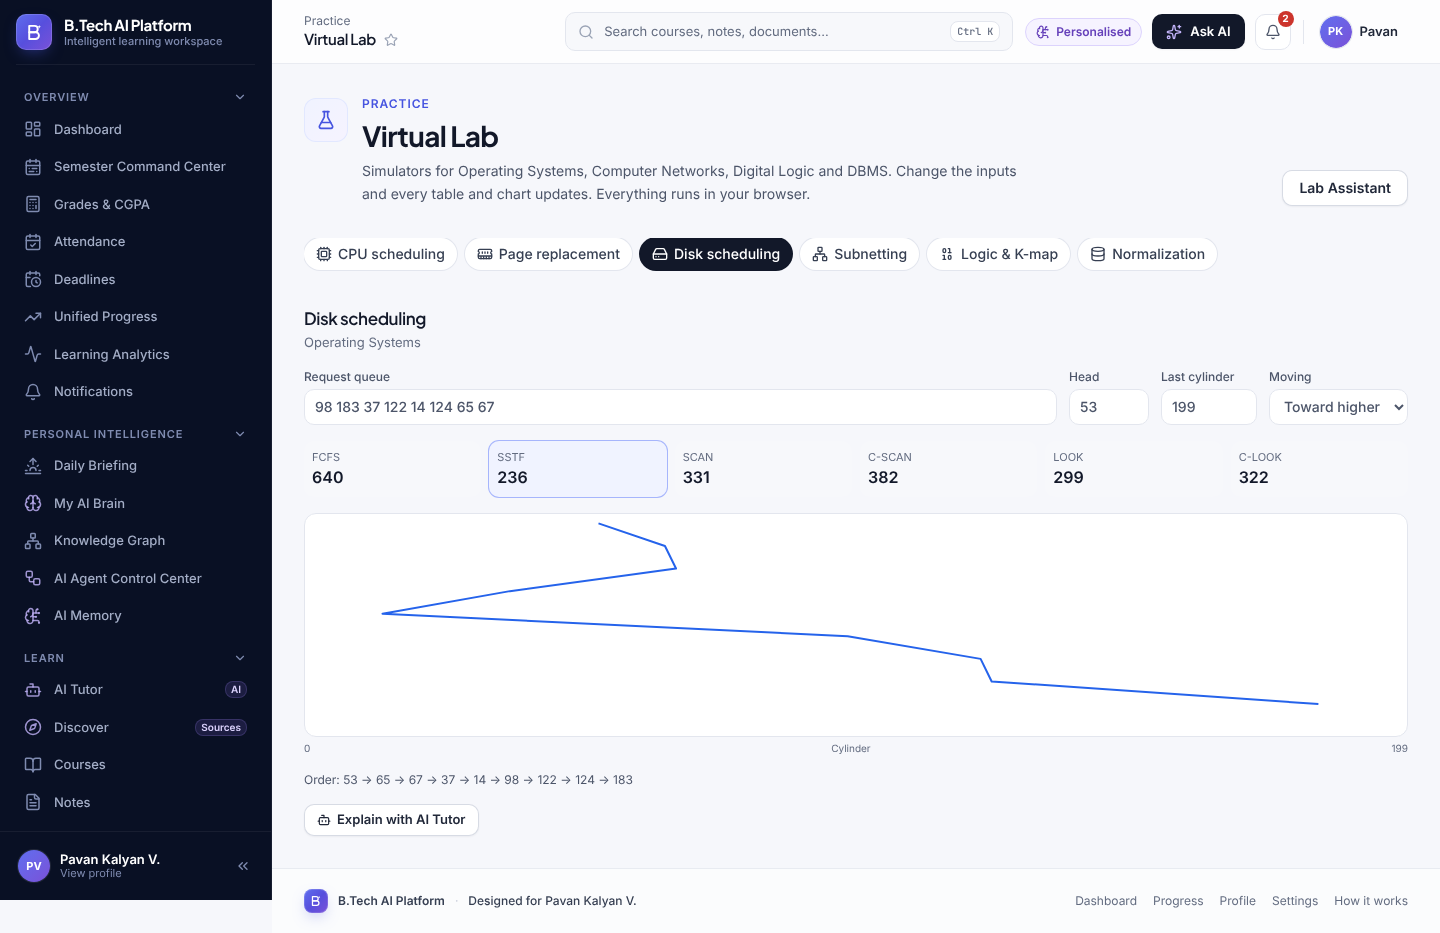 B.Tech AI Platform
Intelligent learning workspace
OVERVIEW
Dashboard
Semester Command Center
Grades & CGPA
Attendance
Deadlines
Unified Progress
Learning Analytics
Notifications
PERSONAL INTELLIGENCE
Daily Briefing
My AI Brain
Knowledge Graph
AI Agent Control Center
AI Memory
LEARN
AI Tutor AI
Discover Sources
Courses
Notes
PV Pavan Kalyan V.
View profile
Practice
Virtual Lab
Search courses, notes, documents... Ctrl K
Personalised
Ask AI
2
PK Pavan
PRACTICE
Virtual Lab
Simulators for Operating Systems, Computer Networks, Digital Logic and DBMS. Change the inputs
and every table and chart updates. Everything runs in your browser.
Lab Assistant
CPU scheduling Page replacement Disk scheduling Subnetting Logic & K-map Normalization
Disk scheduling
Operating Systems
Request queue Head Last cylinder Moving
98 183 37 122 14 124 65 67 53 199 Toward higher
FCFS SSTF SCAN C-SCAN LOOK C-LOOK
640 236 331 382 299 322
0 Cylinder 199
Order: 53 → 65 → 67 → 37 → 14 → 98 → 122 → 124 → 183
Explain with AI Tutor
B B.Tech AI Platform · Designed for Pavan Kalyan V. Dashboard Progress Profile Settings How it works